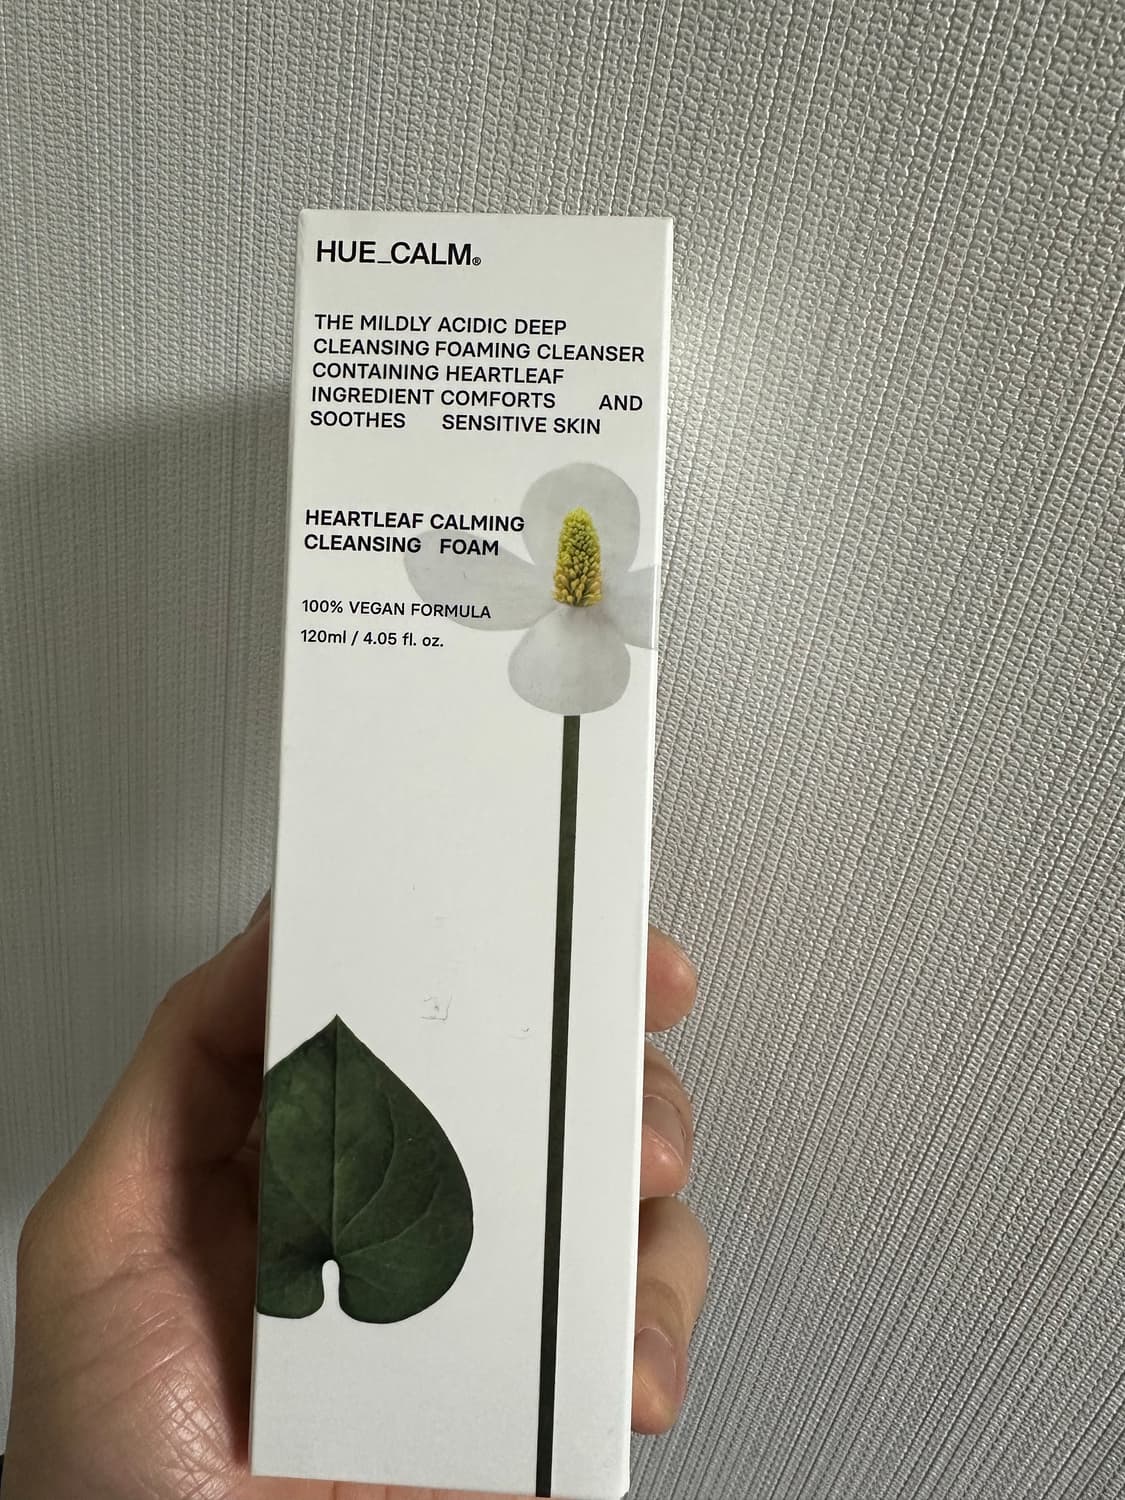 HUE_CALM®
THE MILDLY ACIDIC DEEP
CLEANSING FOAMING CLEANSER
CONTAINING HEARTLEAF
INGREDIENT COMFORTS AND
SOOTHES SENSITIVE SKIN
HEARTLEAF CALMING
CLEANSING FOAM
100% VEGAN FORMULA
120ml / 4.05 fl. oz.